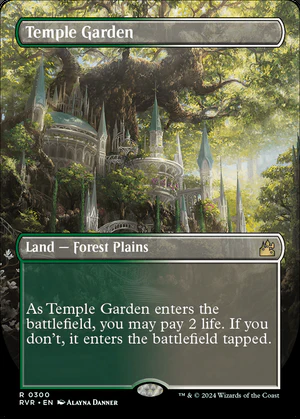 Temple Garden
Land — Forest Plains
As Temple Garden enters the
battlefield, you may pay 2 life. If you
don't, it enters the battlefield tapped.
R 0300
RVR • EN Alayna Danner
™ & © 2024 Wizards of the Coast